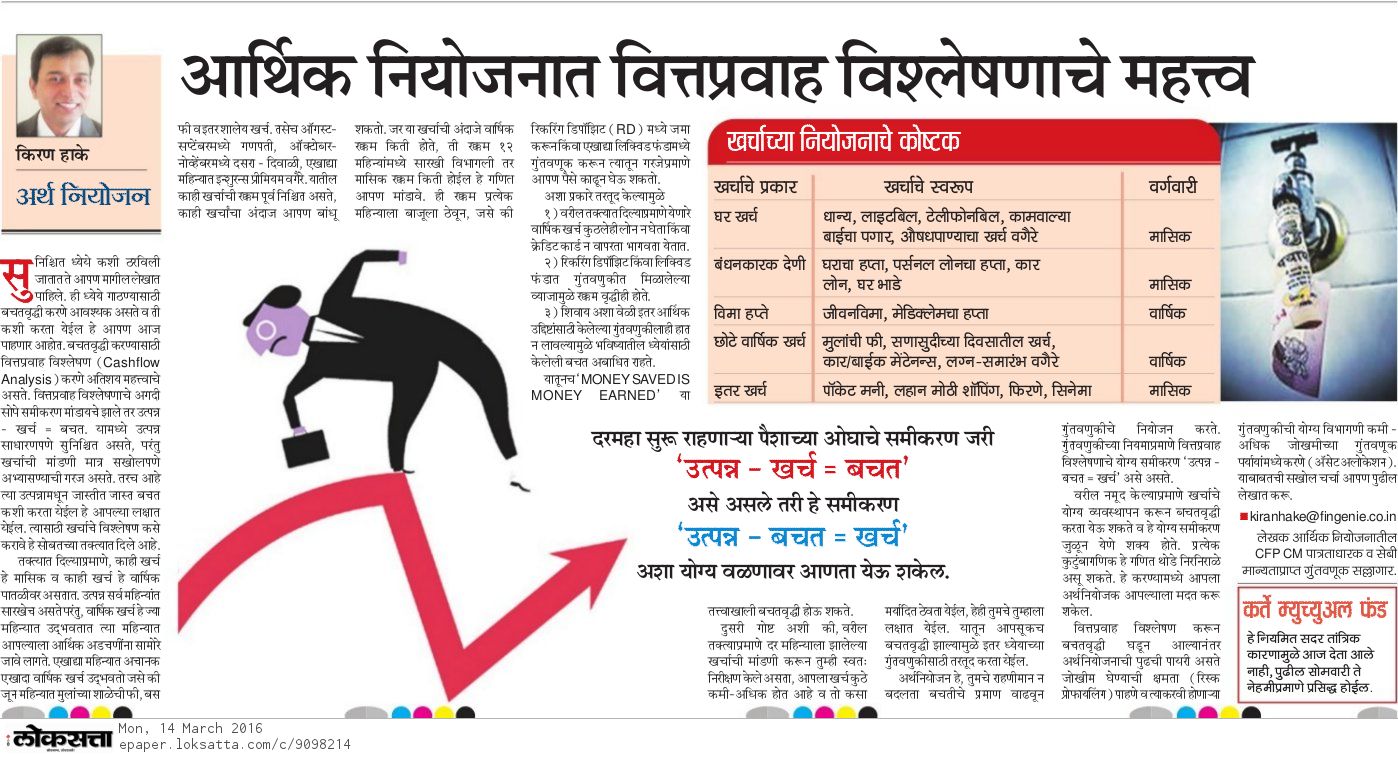 आर्थिक नियोजनात वित्तप्रवाह विश्लेषणाचे महत्त्व
किरण हाके
अर्थ नियोजन
सुनिश्चित ध्येये कशी ठरविली
जातात ते आपण मागील लेखात
पाहिले. ही ध्येये गाठण्यासाठी
बचतवृद्धी करणे आवश्यक असते व ती
कशी करता येईल हे आपण आज
पाहणार आहोत. बचतवृद्धी करण्यासाठी
वित्तप्रवाह विश्लेषण (Cashflow
Analysis) करणे अतिशय महत्त्वाचे
असते. वित्तप्रवाह विश्लेषणाचे अगदी
सोपे समीकरण मांडायचे झाले तर उत्पन्न
- खर्च = बचत. यामध्ये उत्पन्न
साधारणपणे सुनिश्चित असते, परंतु
खर्चाची मांडणी मात्र सखोलपणे
अभ्यासण्याची गरज असते. तरच आहे
त्या उत्पन्नामधून जास्तीत जास्त बचत
कशी करता येईल हे आपल्या लक्षात
येईल. त्यासाठी खर्चाचे विश्लेषण कसे
करावे हे सोबतच्या तक्त्यात दिले आहे.
तक्त्यात दिल्याप्रमाणे, काही खर्च
हे मासिक व काही खर्च हे वार्षिक
पातळीवर असतात. उत्पन्न सर्व महिन्यांत
सारखेच असते परंतु, वार्षिक खर्च हे ज्या
महिन्यात उद्भवतात त्या महिन्यात
आपल्याला आर्थिक अडचणींना सामोरे
जावे लागते. एखाद्या महिन्यात अचानक
एखादा वार्षिक खर्च उद्भवतो जसे की
जून महिन्यात मुलांच्या शाळेची फी, बस
फी व इतर शालेय खर्च. तसेच ऑगस्ट-
सप्टेंबरमध्ये गणपती, ऑक्टोबर-
नोव्हेंबरमध्ये दसरा - दिवाळी, एखाद्या
महिन्यात इन्शुरन्स प्रीमियम वगैरे. यातील
काही खर्चाची रक्कम पूर्व निश्चित असते,
काही खर्चांचा अंदाज आपण बांधू
शकतो. जर या खर्चाची अंदाजे वार्षिक
रक्कम किती होते, ती रक्कम १२
महिन्यांमध्ये सारखी विभागली तर
मासिक रक्कम किती होईल हे गणित
आपण मांडावे. ही रक्कम प्रत्येक
महिन्याला बाजूला ठेवून, जसे की
रिकरिंग डिपॉझिट (RD) मध्ये जमा
करून किंवा एखाद्या लिक्विड फंडामध्ये
गुंतवणूक करून त्यातून गरजेप्रमाणे
आपण पैसे काढून घेऊ शकतो.
अशा प्रकारे तरतूद केल्यामुळे
१) वरील तक्त्यात दिल्याप्रमाणे येणारे
वार्षिक खर्च कुठलेही लोन न घेता किंवा
क्रेडिट कार्ड न वापरता भागवता येतात.
२) रिकरिंग डिपॉझिट किंवा लिक्विड
फंडात गुंतवणुकीत मिळालेल्या
व्याजामुळे रक्कम वृद्धीही होते.
३) शिवाय अशा वेळी इतर आर्थिक
उद्दिष्टांसाठी केलेल्या गुंतवणुकीलाही हात
न लावल्यामुळे भविष्यातील ध्येयांसाठी
केलेली बचत अबाधित राहते.
यातूनच ‘MONEY SAVED IS
MONEY EARNED’ या
खर्चाच्या नियोजनाचे कोष्टक
खर्चाचे प्रकार खर्चाचे स्वरूप वर्गवारी
घर खर्च धान्य, लाइटबिल, टेलीफोनबिल, कामवाल्या
बाईचा पगार, औषधपाण्याचा खर्च वगैरे मासिक
बंधनकारक देणी घराचा हप्ता, पर्सनल लोनचा हप्ता, कार
लोन, घर भाडे मासिक
विमा हप्ते जीवनविमा, मेडिक्लेमचा हप्ता वार्षिक
छोटे वार्षिक खर्च मुलांची फी, सणासुदीच्या दिवसातील खर्च,
कार/बाईक मेंटेनन्स, लग्न-समारंभ वगैरे वार्षिक
इतर खर्च पॉकेट मनी, लहान मोठी शॉपिंग, फिरणे, सिनेमा मासिक
दरमहा सुरू राहणाऱ्या पैशाच्या ओघाचे समीकरण जरी
‘उत्पन्न – खर्च = बचत’
असे असले तरी हे समीकरण
‘उत्पन्न – बचत = खर्च’
अशा योग्य वळणावर आणता येऊ शकेल.
तत्त्वाखाली बचतवृद्धी होऊ शकते.
दुसरी गोष्ट अशी की, वरील
तक्त्याप्रमाणे दर महिन्याला झालेल्या
खर्चाची मांडणी करून तुम्ही स्वतः
निरीक्षण केले असता, आपला खर्च कुठे
कमी-अधिक होत आहे व तो कसा
मर्यादित ठेवता येईल, हेही तुमचे तुम्हाला
लक्षात येईल. यातून आपसूकच
बचतवृद्धी झाल्यामुळे इतर ध्येयाच्या
गुंतवणुकीसाठी तरतूद करता येईल.
अर्थनियोजन हे, तुमचे राहणीमान न
बदलता बचतीचे प्रमाण वाढवून
गुंतवणुकीचे नियोजन करते.
गुंतवणुकीच्या नियमाप्रमाणे वित्तप्रवाह
विश्लेषणाचे योग्य समीकरण ‘उत्पन्न -
बचत = खर्च’ असे असते.
वरील नमूद केल्याप्रमाणे खर्चाचे
योग्य व्यवस्थापन करून बचतवृद्धी
करता येऊ शकते व हे योग्य समीकरण
जुळून येणे शक्य होते. प्रत्येक
कुटुंबागणिक हे गणित थोडे निरनिराळे
असू शकते. हे करण्यामध्ये आपला
अर्थनियोजक आपल्याला मदत करू
शकेल.
वित्तप्रवाह विश्लेषण करून
बचतवृद्धी घडून आल्यानंतर
अर्थनियोजनाची पुढची पायरी असते
जोखीम घेण्याची क्षमता (रिस्क
प्रोफायलिंग) पाहणे व त्याकरवी होणाऱ्या
गुंतवणुकीची योग्य विभागणी कमी -
अधिक जोखमीच्या गुंतवणूक
पर्यायांमध्ये करणे (अ‍ॅसेट अलोकेशन).
याबाबतची सखोल चर्चा आपण पुढील
लेखात करू.
kiranhake@fingenie.co.in
लेखक आर्थिक नियोजनातील
CFP CM पात्रताधारक व सेबी
मान्यताप्राप्त गुंतवणूक सल्लागार.
कर्ते म्युच्युअल फंड
हे नियमित सदर तांत्रिक
कारणामुळे आज देता आले
नाही, पुढील सोमवारी ते
नेहमीप्रमाणे प्रसिद्ध होईल.
लोकसत्ता
Mon, 14 March 2016
epaper.loksatta.com/c/9098214